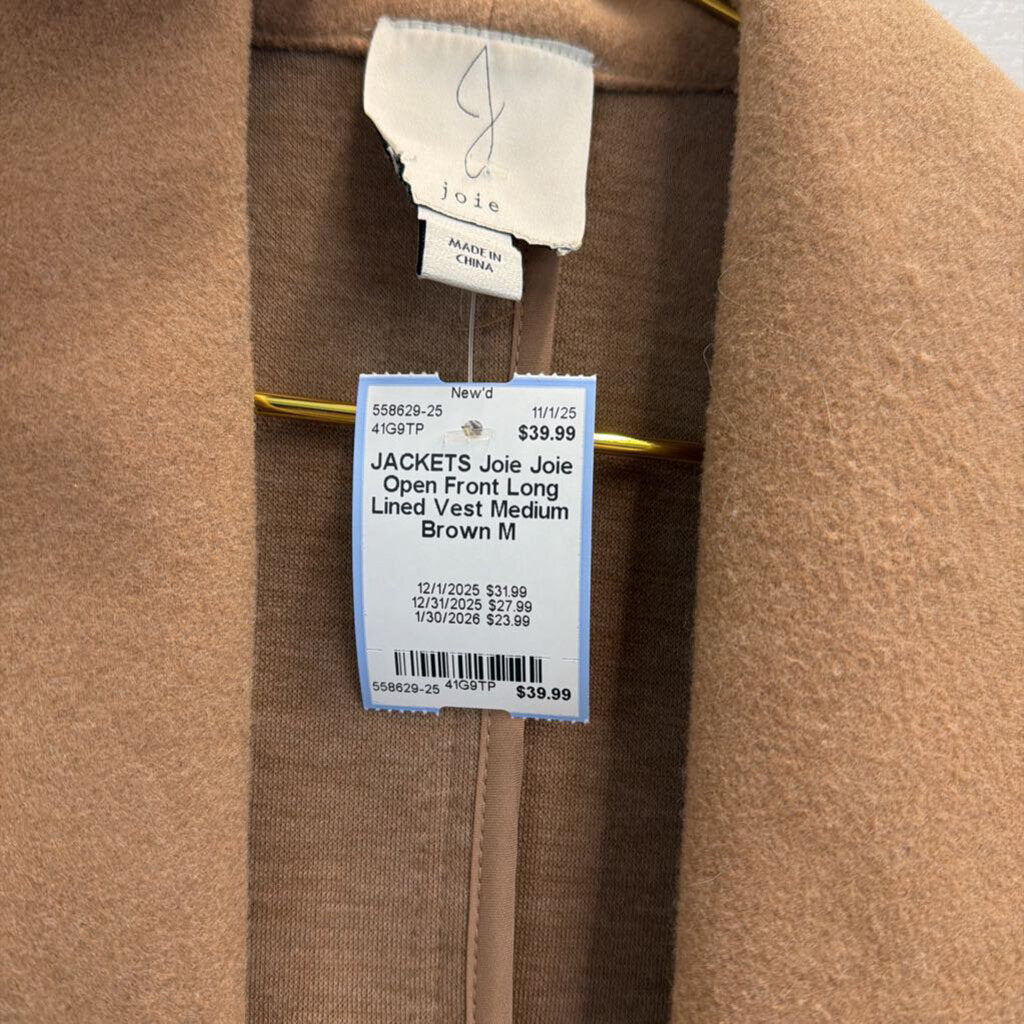 J
joie
MADE IN
CHINA
New'd
558629-25 11/1/25
41G9TP $39.99
JACKETS Joie Joie
Open Front Long
Lined Vest Medium
Brown M
12/1/2025 $31.99
12/31/2025 $27.99
1/30/2026 $23.99
558629-25 41G9TP $39.99